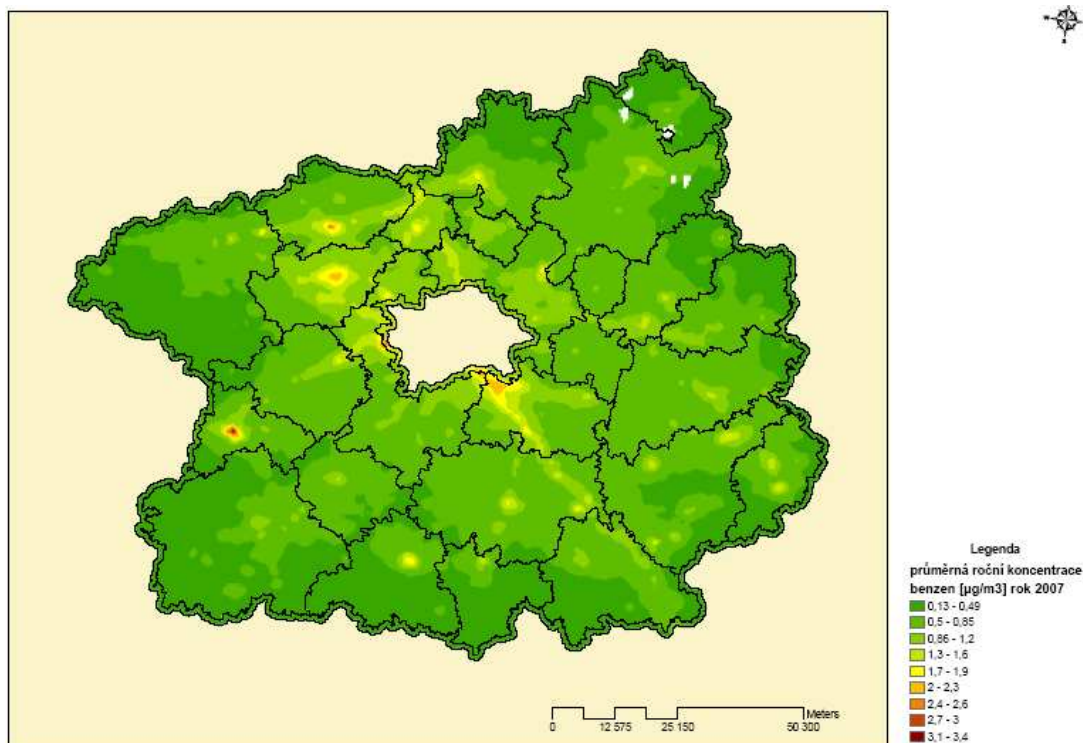 Legenda
průměrná roční koncentrace
benzen [µg/m3] rok 2007
0,13 - 0,49
0,5 - 0,85
0,86 - 1,2
1,3 - 1,6
1,7 - 1,9
2 - 2,3
2,4 - 2,6
2,7 - 3
3,1 - 3,4
Meters
0 12 575 25 150 50 300